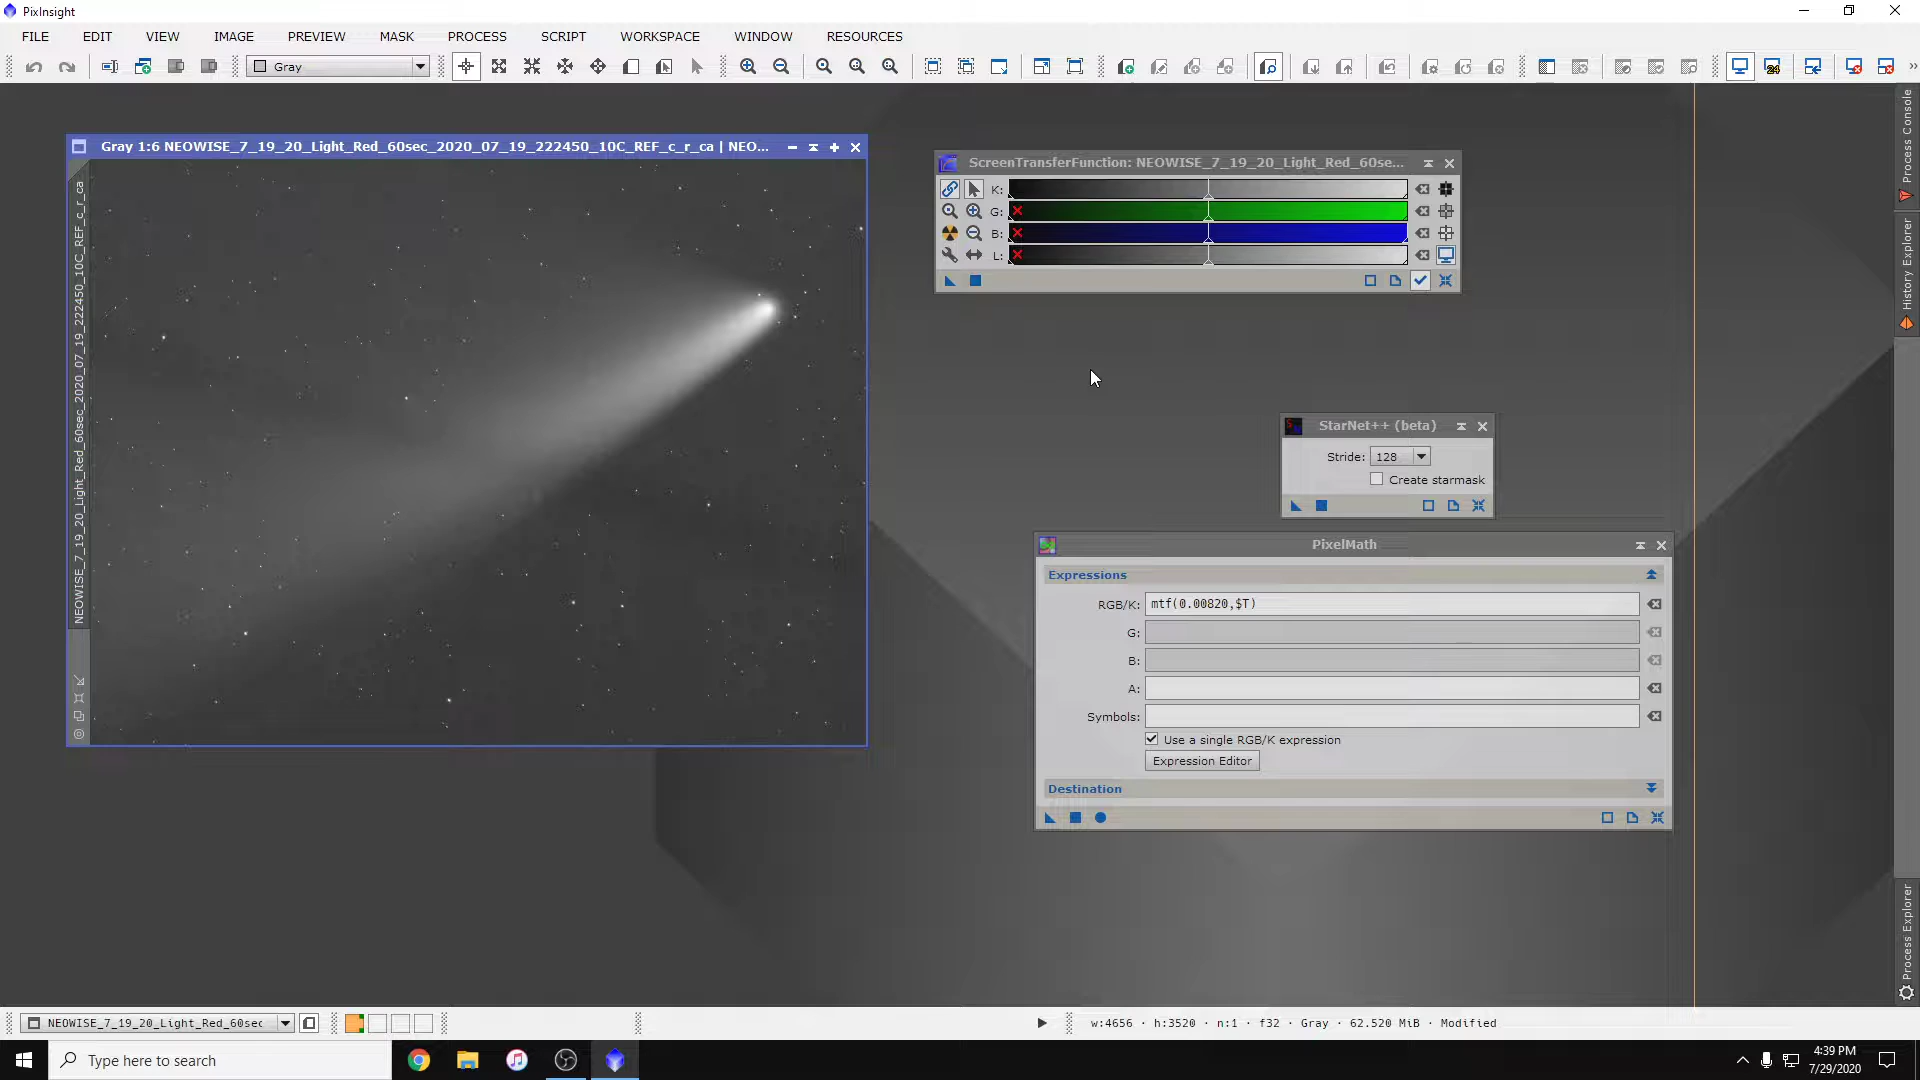 PixInsight
FILE EDIT VIEW IMAGE PREVIEW MASK PROCESS SCRIPT WORKSPACE WINDOW RESOURCES
Gray
24
Gray 1:6 NEOWISE_7_19_20_Light_Red_60sec_2020_07_19_222450_10C_REF_c_r_ca | NEO...
NEOWISE_7_19_20_Light_Red_60sec_2020_07_19_222450_10C_REF_c_r_ca
ScreenTransferFunction: NEOWISE_7_19_20_Light_Red_60se...
K:
G:
B:
L:
StarNet++ (beta)
Stride: 128
Create starmask
PixelMath
Expressions
RGB/K: mtf(0.00820,$T)
G:
B:
A:
Symbols:
Use a single RGB/K expression
Expression Editor
Destination
Process Console
History Explorer
Process Explorer
NEOWISE_7_19_20_Light_Red_60sec
w:4656 · h:3520 · n:1 · f32 · Gray · 62.520 MiB · Modified
Type here to search
4:39 PM
7/29/2020